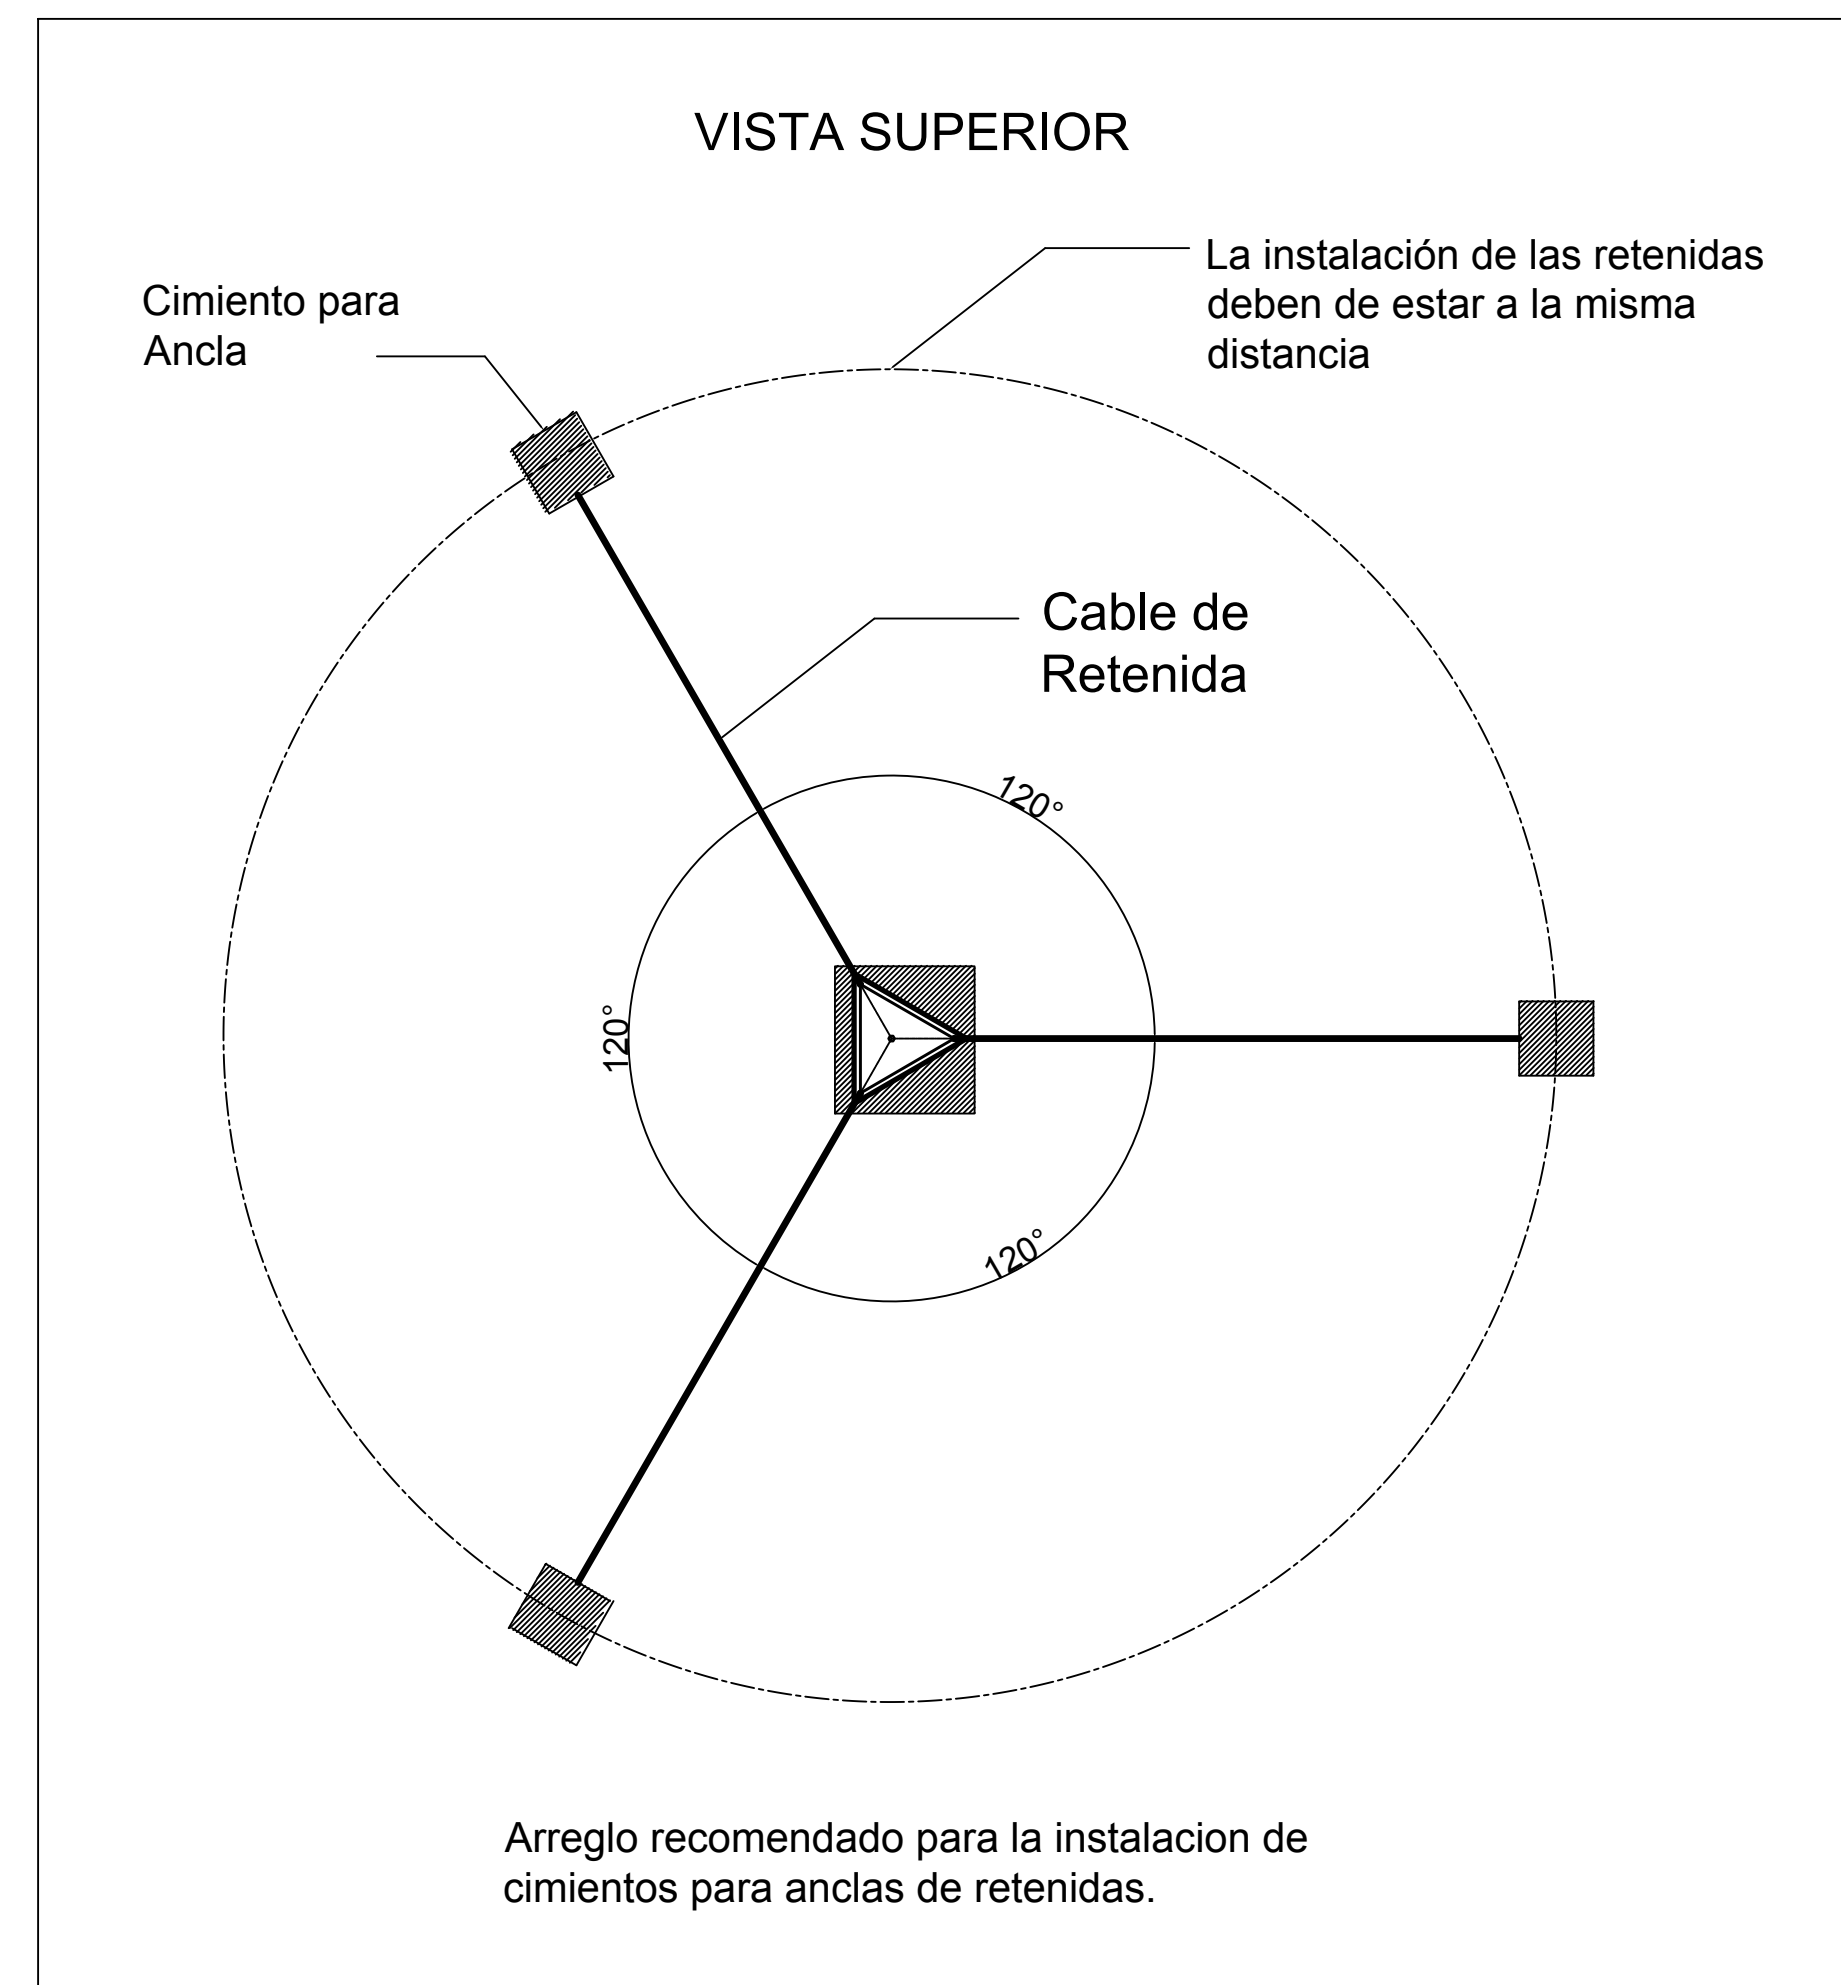 VISTA SUPERIOR
La instalación de las retenidas
deben de estar a la misma
distancia
Cimiento para
Ancla
Cable de
Retenida
120°
120°
120°
Arreglo recomendado para la instalacion de
cimientos para anclas de retenidas.